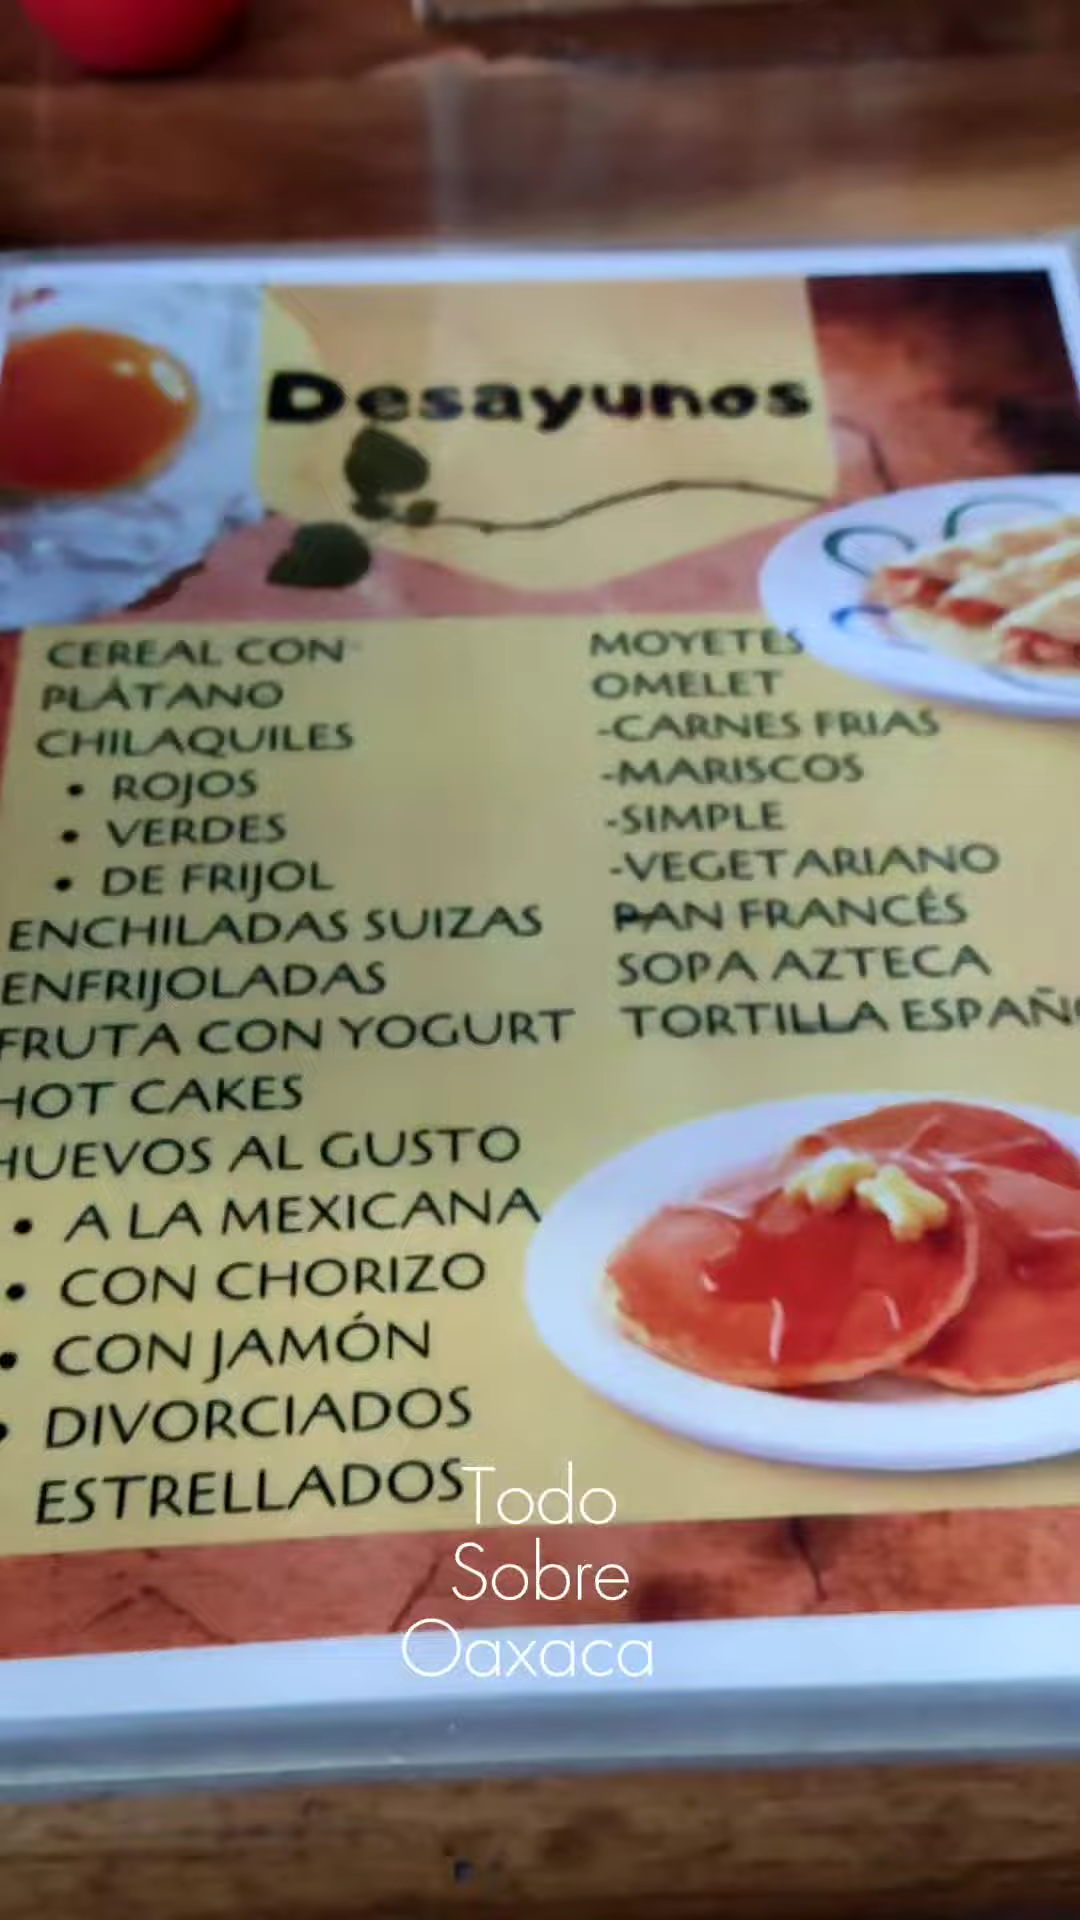 Desayunos
CEREAL CON
PLÁTANO
CHILAQUILES
• ROJOS
• VERDES
• DE FRIJOL
ENCHILADAS SUIZAS
ENFRIJOLADAS
FRUTA CON YOGURT
HOT CAKES
HUEVOS AL GUSTO
• A LA MEXICANA
• CON CHORIZO
• CON JAMÓN
• DIVORCIADOS
ESTRELLADOS
MOYETES
OMELET
-CARNES FRIAS
-MARISCOS
-SIMPLE
-VEGETARIANO
PAN FRANCÉS
SOPA AZTECA
TORTILLA
Todo
Sobre
Oaxaca